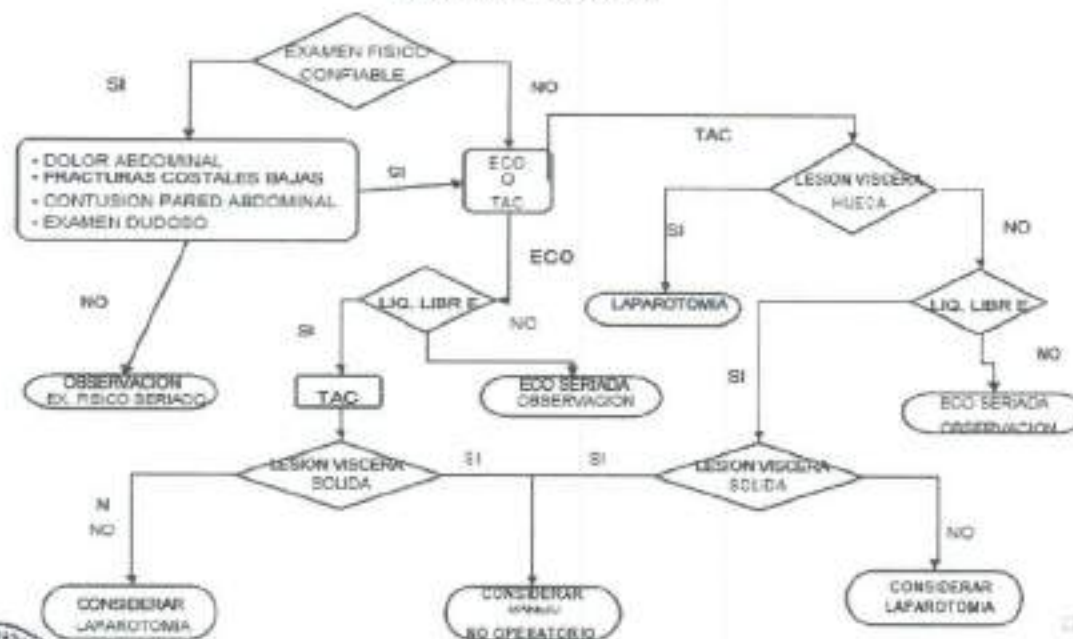 EXAMEN FISICO
CONFIABLE
SI
NO
- DOLOR ABDOMINAL
- FRACTURAS COSTALES BAJAS
- CONTUSION PARED ABDOMINAL
- EXAMEN DUDOSO
SI
ECO
O
TAC
TAC
LESION VISCERA
HUECA
SI
NO
ECO
LIQ. LIBRE
LAPAROTOMIA
LIQ. LIBRE
NO
SI
NO
SI
NO
OBSERVACION
EX. FISICO SERIADO
TAC
ECO SERIADA
OBSERVACION
ECO SERIADA
OBSERVACION
LESION VISCERA
SOLIDA
SI
SI
LESION VISCERA
SOLIDA
N
NO
NO
CONSIDERAR
LAPAROTOMIA
CONSIDERAR
MANEJO
NO OPERATORIO
CONSIDERAR
LAPAROTOMIA